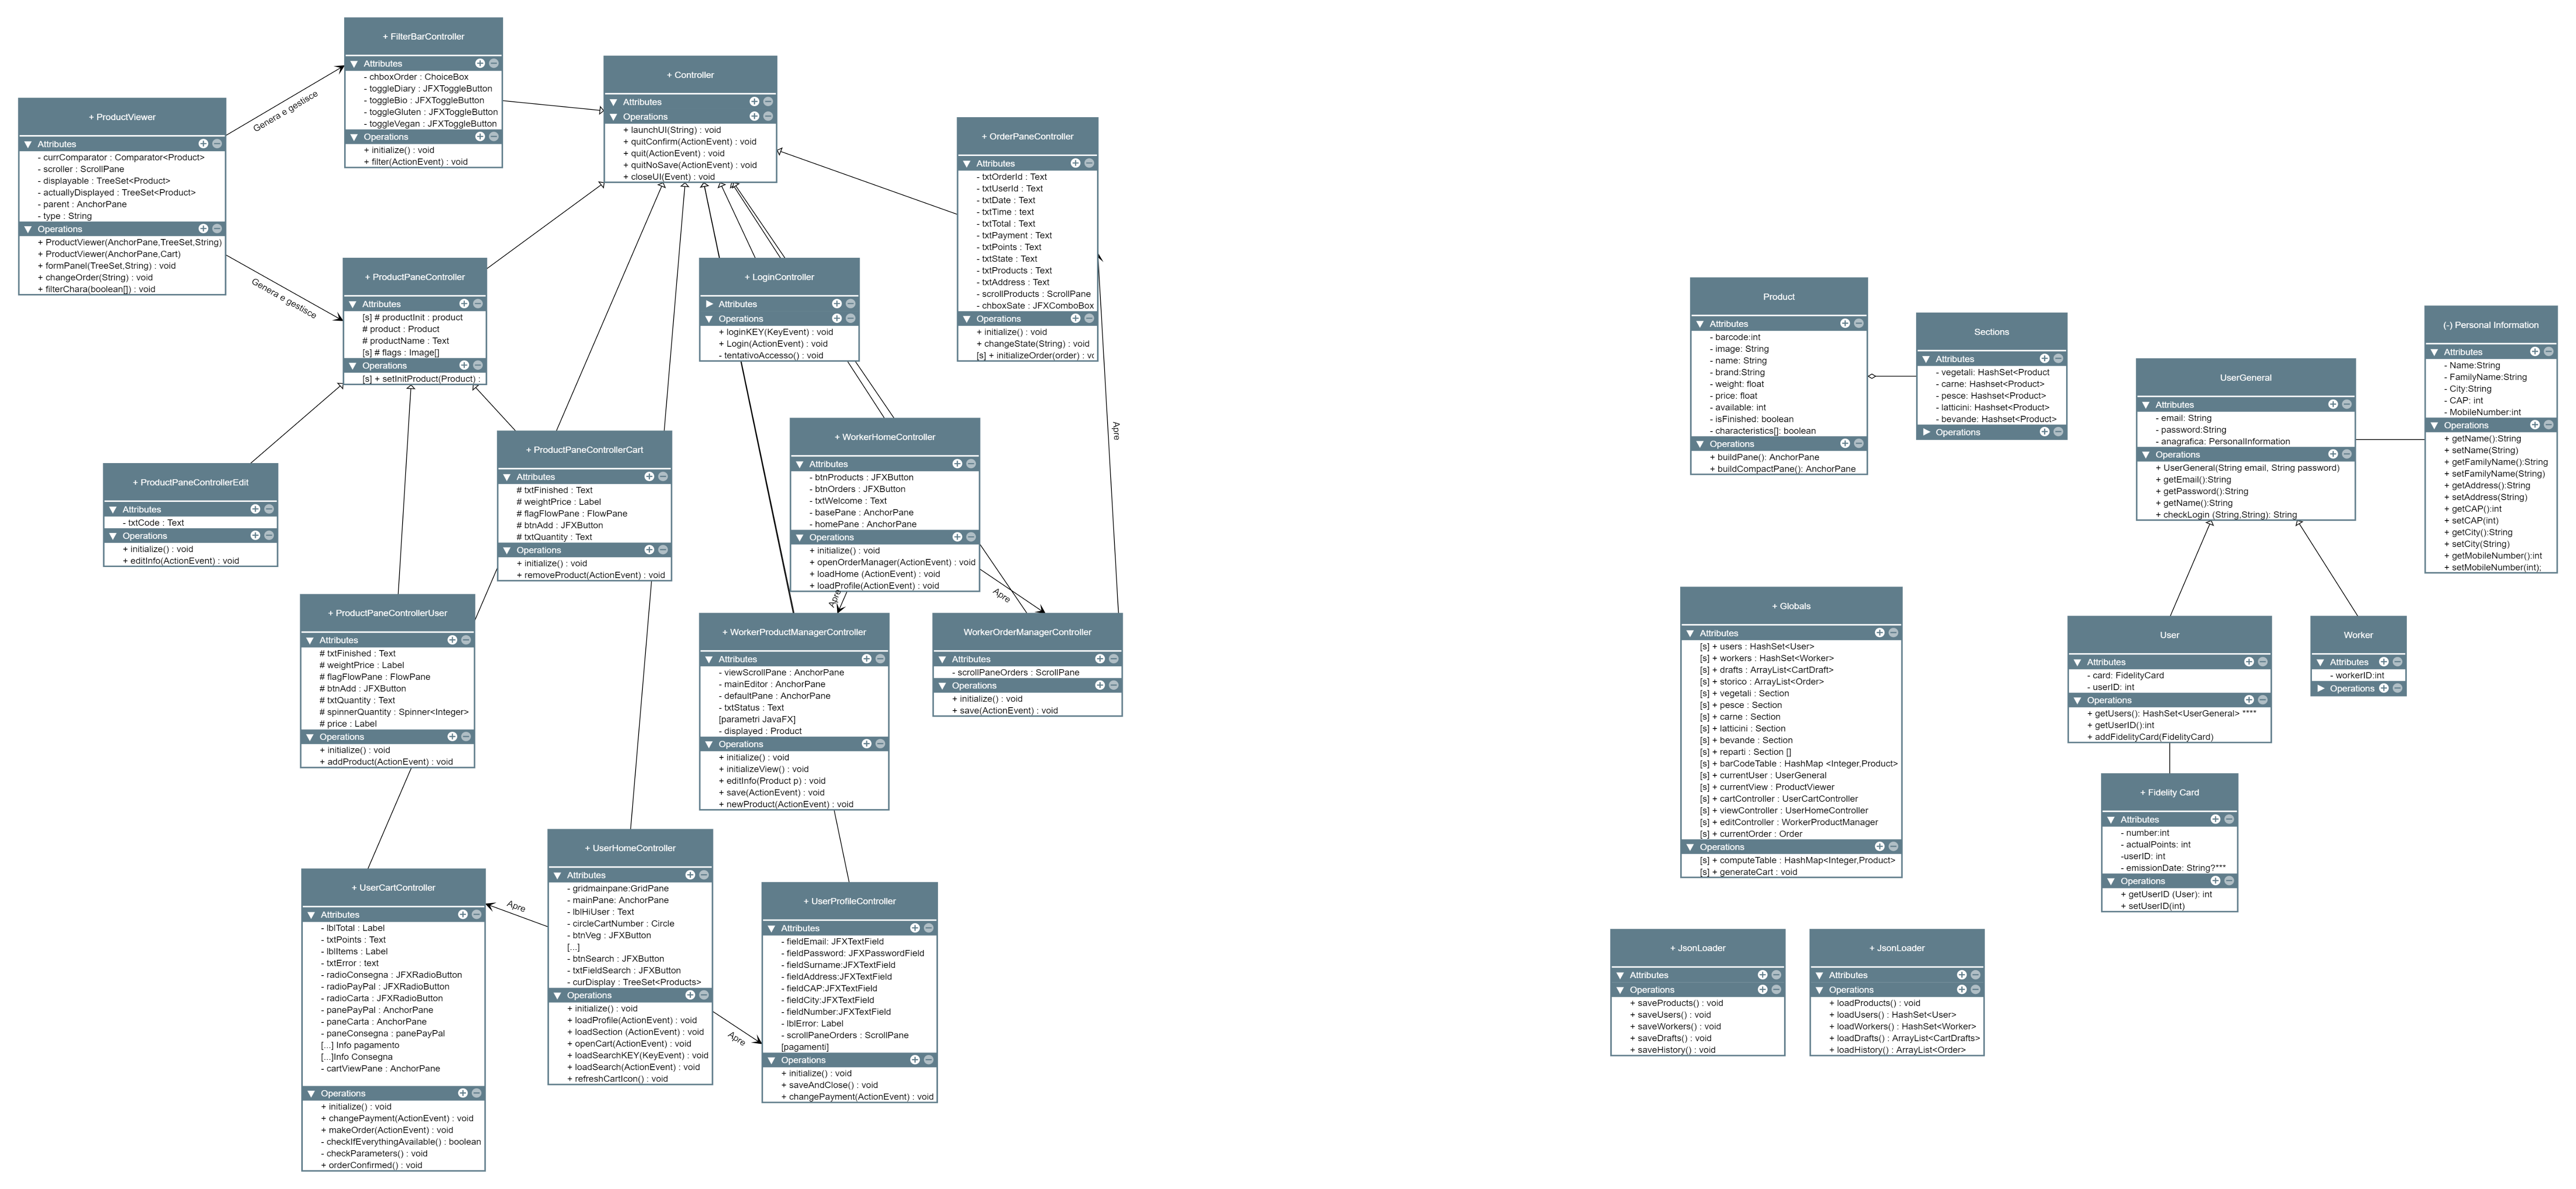 + FilterBarController
Attributes
- chboxOrder : ChoiceBox
- toggleDiary : JFXToggleButton
- toggleBio : JFXToggleButton
- toggleGluten : JFXToggleButton
- toggleVegan : JFXToggleButton
Operations
+ initialize() : void
+ filter(ActionEvent) : void
+ Controller
Attributes
Operations
+ launchUI(String) : void
+ quitConfirm(ActionEvent) : void
+ quit(ActionEvent) : void
+ quitNoSave(ActionEvent) : void
+ closeUI(Event) : void
+ ProductViewer
Attributes
- currComparator : Comparator<Product>
- scroller : ScrollPane
- displayable : TreeSet<Product>
- actuallyDisplayed : TreeSet<Product>
- parent : AnchorPane
- type : String
Operations
+ ProductViewer(AnchorPane,TreeSet,String)
+ ProductViewer(AnchorPane,Cart)
+ formPanel(TreeSet,String) : void
+ changeOrder(String) : void
+ filterChara(boolean[]) : void
Genera e gestisce
Genera e gestisce
+ OrderPaneController
Attributes
- txtOrderId : Text
- txtUserId : Text
- txtDate : Text
- txtTime : text
- txtTotal : Text
- txtPayment : Text
- txtPoints : Text
- txtState : Text
- txtProducts : Text
- txtAddress : Text
- scrollProducts : ScrollPane
- chboxSate : JFXComboBox
Operations
+ initialize() : void
+ changeState(String) : void
[s] + initializeOrder(order) : vc
+ ProductPaneController
Attributes
[s] # productInit : product
# product : Product
# productName : Text
[s] # flags : Image[]
Operations
[s] + setInitProduct(Product) :
+ LoginController
Attributes
Operations
+ loginKEY(KeyEvent) : void
+ Login(ActionEvent) : void
- tentativoAccesso() : void
Apre
+ ProductPaneControllerEdit
Attributes
- txtCode : Text
Operations
+ initialize() : void
+ editInfo(ActionEvent) : void
+ ProductPaneControllerCart
Attributes
# txtFinished : Text
# weightPrice : Label
# flagFlowPane : FlowPane
# btnAdd : JFXButton
# txtQuantity : Text
Operations
+ initialize() : void
+ removeProduct(ActionEvent) : void
+ WorkerHomeController
Attributes
- btnProducts : JFXButton
- btnOrders : JFXButton
- txtWelcome : Text
- basePane : AnchorPane
- homePane : AnchorPane
Operations
+ initialize() : void
+ openOrderManager(ActionEvent) : void
+ loadHome (ActionEvent) : void
+ loadProfile(ActionEvent) : void
Apre
Apre
+ ProductPaneControllerUser
Attributes
# txtFinished : Text
# weightPrice : Label
# flagFlowPane : FlowPane
# btnAdd : JFXButton
# txtQuantity : Text
# spinnerQuantity : Spinner<Integer>
# price : Label
Operations
+ initialize() : void
+ addProduct(ActionEvent) : void
+ WorkerProductManagerController
Attributes
- viewScrollPane : AnchorPane
- mainEditor : AnchorPane
- defaultPane : AnchorPane
- txtStatus : Text
[parametri JavaFX]
- displayed : Product
Operations
+ initialize() : void
+ initializeView() : void
+ editInfo(Product p) : void
+ save(ActionEvent) : void
+ newProduct(ActionEvent) : void
WorkerOrderManagerController
Attributes
- scrollPaneOrders : ScrollPane
Operations
+ initialize() : void
+ save(ActionEvent) : void
+ UserCartController
Attributes
- lblTotal : Label
- txtPoints : Text
- lblItems : Label
- txtError : text
- radioConsegna : JFXRadioButton
- radioPayPal : JFXRadioButton
- radioCarta : JFXRadioButton
- panePayPal : AnchorPane
- paneCarta : AnchorPane
- paneConsegna : panePayPal
[...] Info pagamento
[...]Info Consegna
- cartViewPane : AnchorPane
Operations
+ initialize() : void
+ changePayment(ActionEvent) : void
+ makeOrder(ActionEvent) : void
- checkIfEverythingAvailable() : boolean
- checkParameters() : void
+ orderConfirmed() : void
Apre
+ UserHomeController
Attributes
- gridmainpane:GridPane
- mainPane: AnchorPane
- lblHiUser : Text
- circleCartNumber : Circle
- btnVeg : JFXButton
[...]
- btnSearch : JFXButton
- txtFieldSearch : JFXButton
- curDisplay : TreeSet<Products>
Operations
+ initialize() : void
+ loadProfile(ActionEvent) : void
+ loadSection (ActionEvent) : void
+ openCart(ActionEvent) : void
+ loadSearchKEY(KeyEvent) : void
+ loadSearch(ActionEvent) : void
+ refreshCartIcon() : void
Apre
+ UserProfileController
Attributes
- fieldEmail: JFXTextField
- fieldPassword: JFXPasswordField
- fieldSurname:JFXTextField
- fieldAddress:JFXTextField
- fieldCAP:JFXTextField
- fieldCity:JFXTextField
- fieldNumber:JFXTextField
- lblError: Label
- scrollPaneOrders : ScrollPane
[pagamenti]
Operations
+ initialize() : void
+ saveAndClose() : void
+ changePayment(ActionEvent) : void
Product
Attributes
- barcode:int
- image: String
- name: String
- brand:String
- weight: float
- price: float
- available: int
- isFinished: boolean
- characteristics[]: boolean
Operations
+ buildPane(): AnchorPane
+ buildCompactPane(): AnchorPane
Sections
Attributes
- vegetali: HashSet<Product
- carne: Hashset<Product>
- pesce: Hashset<Product>
- latticini: Hashset<Product>
- bevande: Hashset<Product>
Operations
UserGeneral
Attributes
- email: String
- password:String
- anagrafica: PersonalInformation
Operations
+ UserGeneral(String email, String password)
+ getEmail():String
+ getPassword():String
+ getName():String
+ checkLogin (String,String): String
(-) Personal Information
Attributes
- Name:String
- FamilyName:String
- City:String
- CAP: int
- MobileNumber:int
Operations
+ getName():String
+ setName(String)
+ getFamilyName():String
+ setFamilyName(String)
+ getAddress():String
+ setAddress(String)
+ getCAP():int
+ setCAP(int)
+ getCity():String
+ setCity(String)
+ getMobileNumber():int
+ setMobileNumber(int);
+ Globals
Attributes
[s] + users : HashSet<User>
[s] + workers : HashSet<Worker>
[s] + drafts : ArrayList<CartDraft>
[s] + storico : ArrayList<Order>
[s] + vegetali : Section
[s] + pesce : Section
[s] + carne : Section
[s] + latticini : Section
[s] + bevande : Section
[s] + reparti : Section []
[s] + barCodeTable : HashMap <Integer,Product>
[s] + currentUser : UserGeneral
[s] + currentView : ProductViewer
[s] + cartController : UserCartController
[s] + viewController : UserHomeController
[s] + editController : WorkerProductManager
[s] + currentOrder : Order
Operations
[s] + computeTable : HashMap<Integer,Product>
[s] + generateCart : void
User
Attributes
- card: FidelityCard
- userID: int
Operations
+ getUsers(): HashSet<UserGeneral> ****
+ getUserID():int
+ addFidelityCard(FidelityCard)
Worker
Attributes
- workerID:int
Operations
+ Fidelity Card
Attributes
- number:int
- actualPoints: int
-userID: int
- emissionDate: String?***
Operations
+ getUserID (User): int
+ setUserID(int)
+ JsonLoader
Attributes
Operations
+ saveProducts() : void
+ saveUsers() : void
+ saveWorkers() : void
+ saveDrafts() : void
+ saveHistory() : void
+ JsonLoader
Attributes
Operations
+ loadProducts() : void
+ loadUsers() : HashSet<User>
+ loadWorkers() : HashSet<Worker>
+ loadDrafts() : ArrayList<CartDrafts>
+ loadHistory() : ArrayList<Order>